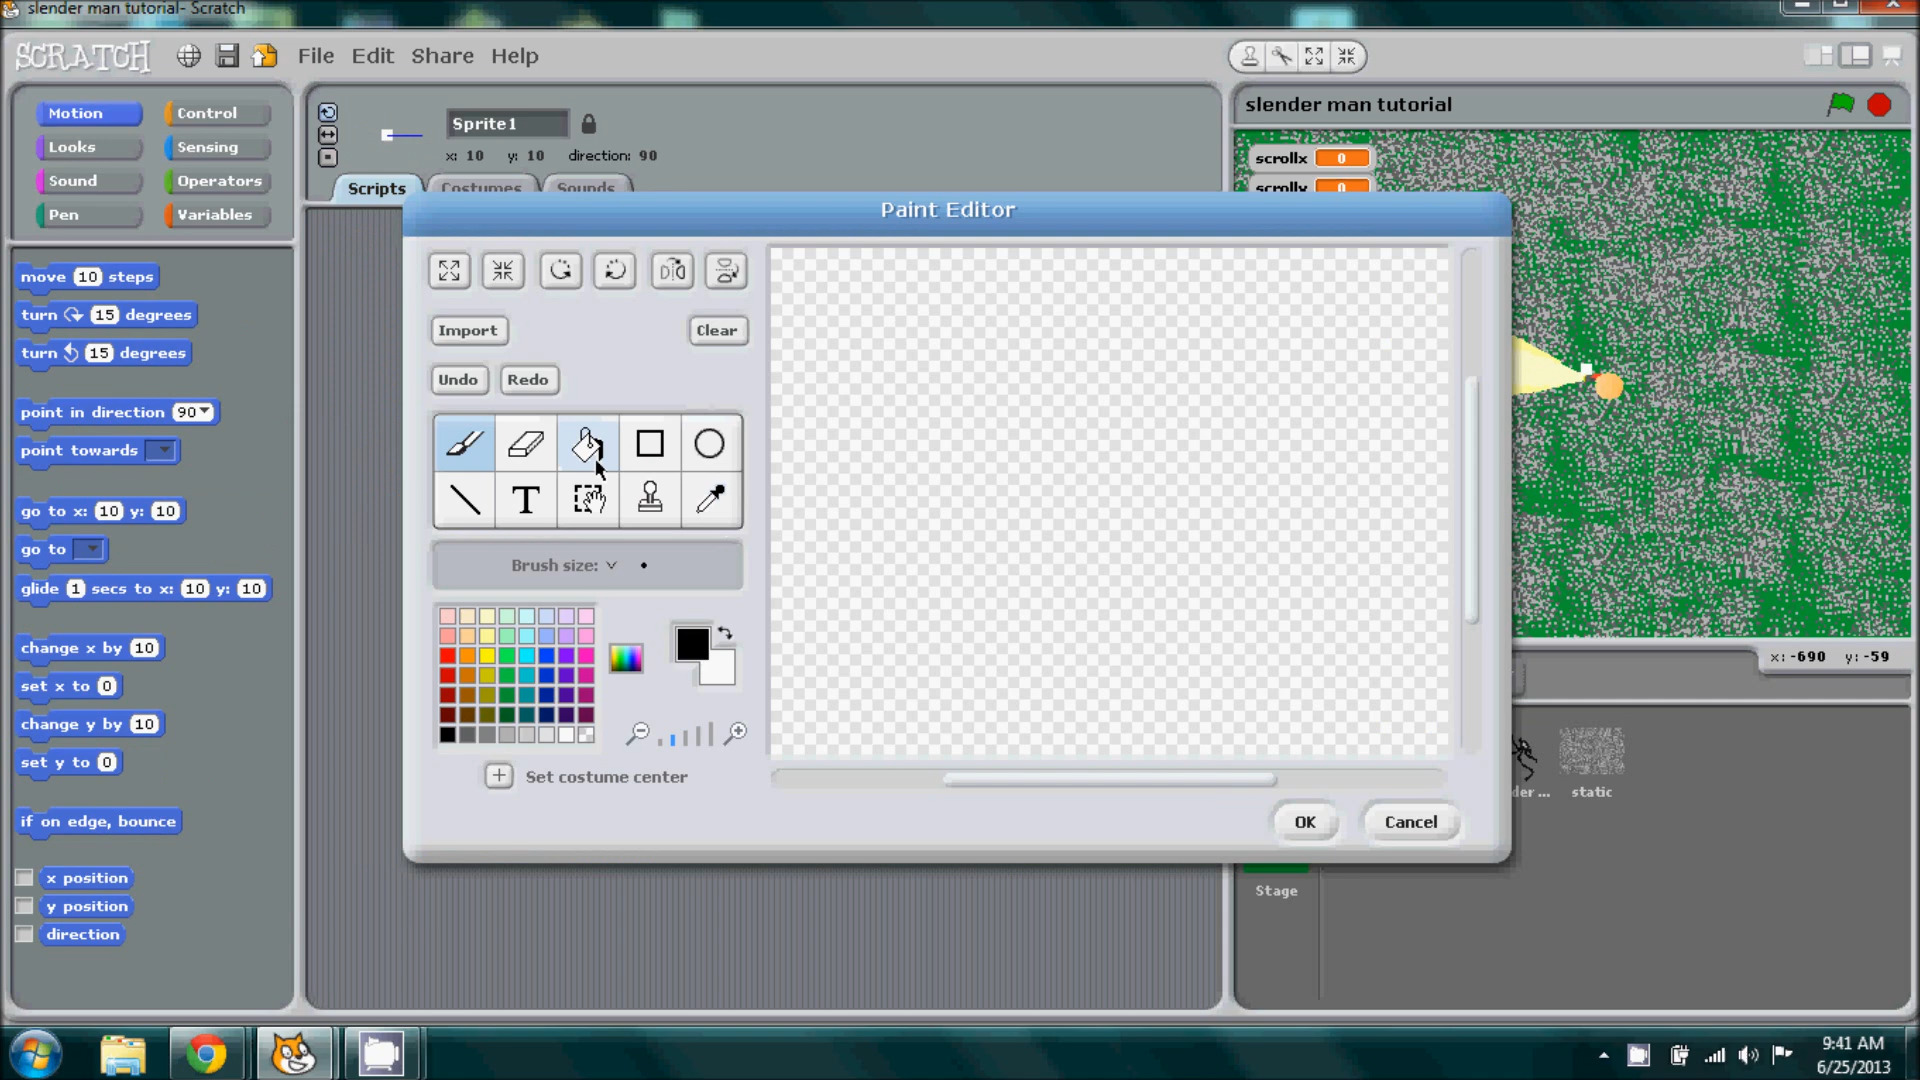 slender man tutorial- Scratch
SCRATCH
File Edit Share Help
Motion Control
Looks Sensing
Sound Operators
Pen Variables
Sprite1
x: 10 y: 10 direction: 90
Scripts Costumes Sounds
slender man tutorial
scrollx 0
scrolly 0
move 10 steps
turn 15 degrees
turn 15 degrees
point in direction 90
point towards
go to x: 10 y: 10
go to
glide 1 secs to x: 10 y: 10
change x by 10
set x to 0
change y by 10
set y to 0
if on edge, bounce
x position
y position
direction
Paint Editor
Import Clear
Undo Redo
T
Brush size:
Set costume center
OK Cancel
x: -690 y: -59
der ... static
Stage
9:41 AM
6/25/2013